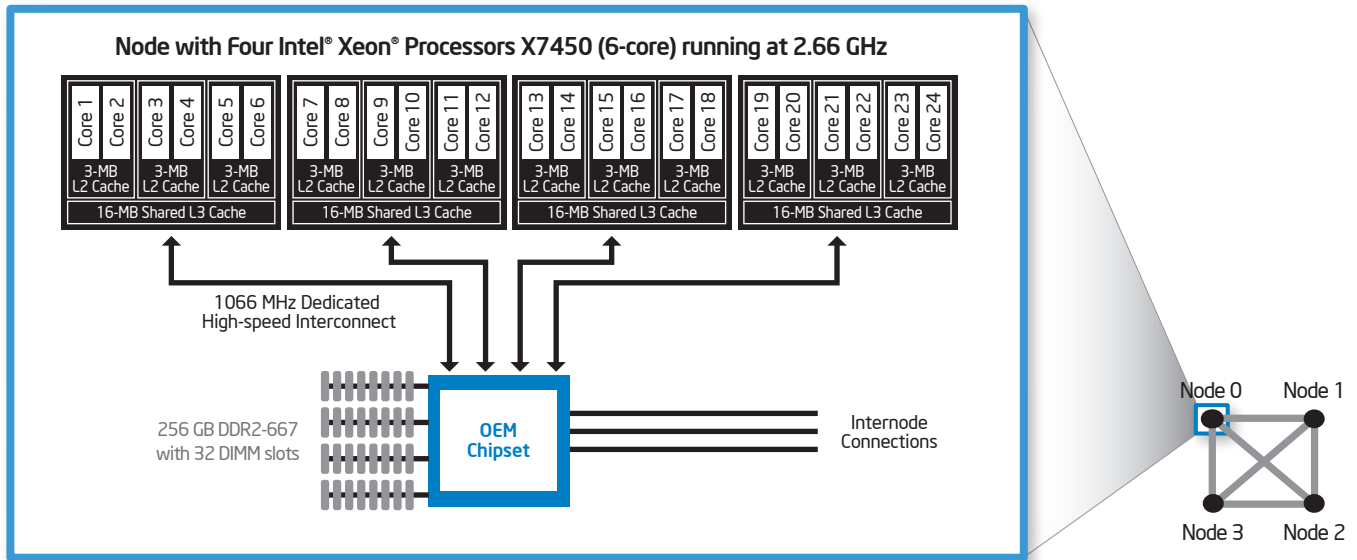 Node with Four Intel® Xeon® Processors X7450 (6-core) running at 2.66 GHz
Core 1
Core 2
Core 3
Core 4
Core 5
Core 6
3-MB
L2 Cache
3-MB
L2 Cache
3-MB
L2 Cache
16-MB Shared L3 Cache
Core 7
Core 8
Core 9
Core 10
Core 11
Core 12
3-MB
L2 Cache
3-MB
L2 Cache
3-MB
L2 Cache
16-MB Shared L3 Cache
Core 13
Core 14
Core 15
Core 16
Core 17
Core 18
3-MB
L2 Cache
3-MB
L2 Cache
3-MB
L2 Cache
16-MB Shared L3 Cache
Core 19
Core 20
Core 21
Core 22
Core 23
Core 24
3-MB
L2 Cache
3-MB
L2 Cache
3-MB
L2 Cache
16-MB Shared L3 Cache
1066 MHz Dedicated
High-speed Interconnect
256 GB DDR2-667
with 32 DIMM slots
OEM
Chipset
Internode
Connections
Node 0
Node 1
Node 3
Node 2